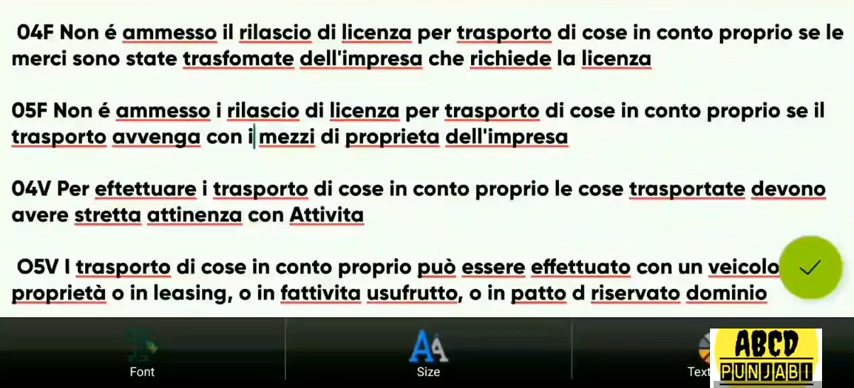 04F Non é ammesso il rilascio di licenza per trasporto di cose in conto proprio se le
merci sono state trasfomate dell'impresa che richiede la licenza
05F Non é ammesso i rilascio di licenza per trasporto di cose in conto proprio se il
trasporto avvenga con i mezzi di proprieta dell'impresa
04V Per eftettuare i trasporto di cose in conto proprio le cose trasportate devono
avere stretta attinenza con Attivita
O5V I trasporto di cose in conto proprio può essere effettuato con un veicolo
proprietà o in leasing, o in fattivita usufrutto, o in patto d riservato dominio
Font
Size
Text
ABCD
PUNJABI